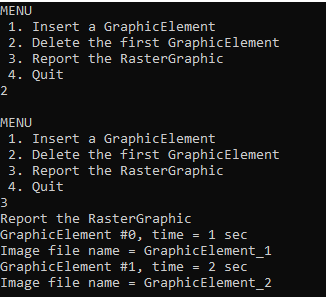 MENU
1. Insert a GraphicElement
2. Delete the first GraphicElement
3. Report the RasterGraphic
4. Quit
2
MENU
1. Insert a GraphicElement
2. Delete the first GraphicElement
3. Report the RasterGraphic
4. Quit
3
Report the RasterGraphic
GraphicElement #0, time = 1 sec
Image file name = GraphicElement_1
GraphicElement #1, time = 2 sec
Image file name = GraphicElement_2